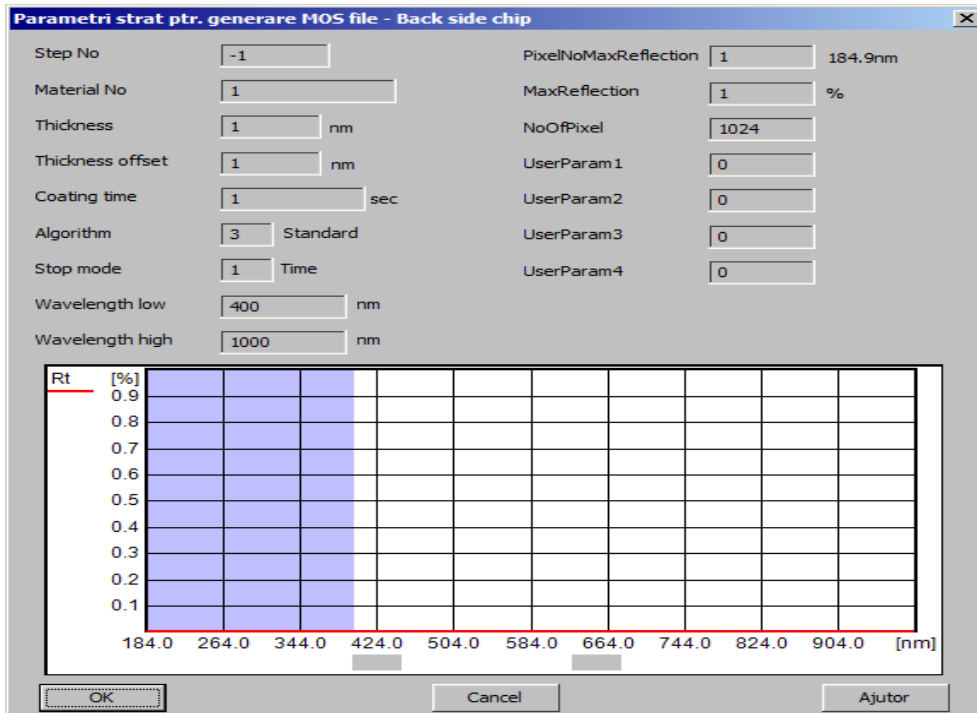 Parametri strat ptr. generare MOS file - Back side chip
Step No -1 PixelNoMaxReflection 1 184.9nm
Material No 1 MaxReflection 1 %
Thickness 1 nm NoOfPixel 1024
Thickness offset 1 nm UserParam1 0
Coating time 1 sec UserParam2 0
Algorithm 3 Standard UserParam3 0
Stop mode 1 Time UserParam4 0
Wavelength low 400 nm
Wavelength high 1000 nm
Rt [%]
0.9
0.8
0.7
0.6
0.5
0.4
0.3
0.2
0.1
184.0 264.0 344.0 424.0 504.0 584.0 664.0 744.0 824.0 904.0 [nm]
OK Cancel Ajutor